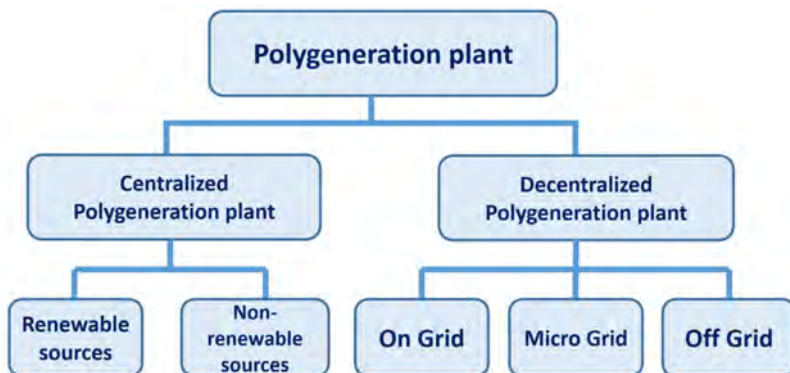 Polygeneration plant
Centralized
Polygeneration plant
Decentralized
Polygeneration plant
Renewable
sources
Non-
renewable
sources
On Grid
Micro Grid
Off Grid